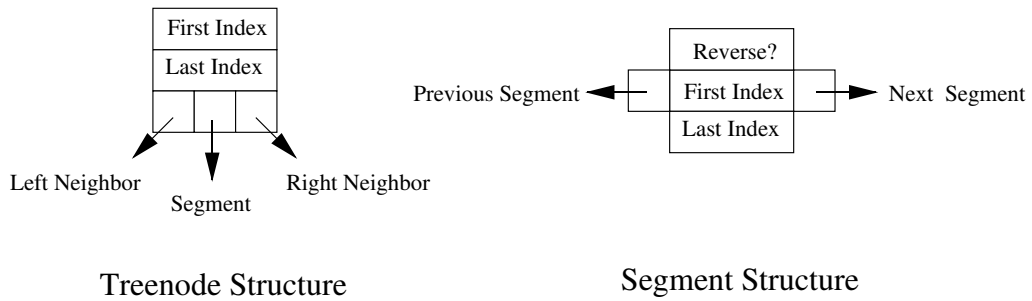 First Index
Last Index
Left Neighbor
Segment
Right Neighbor
Treenode Structure
Reverse?
Previous Segment
First Index
Next Segment
Last Index
Segment Structure